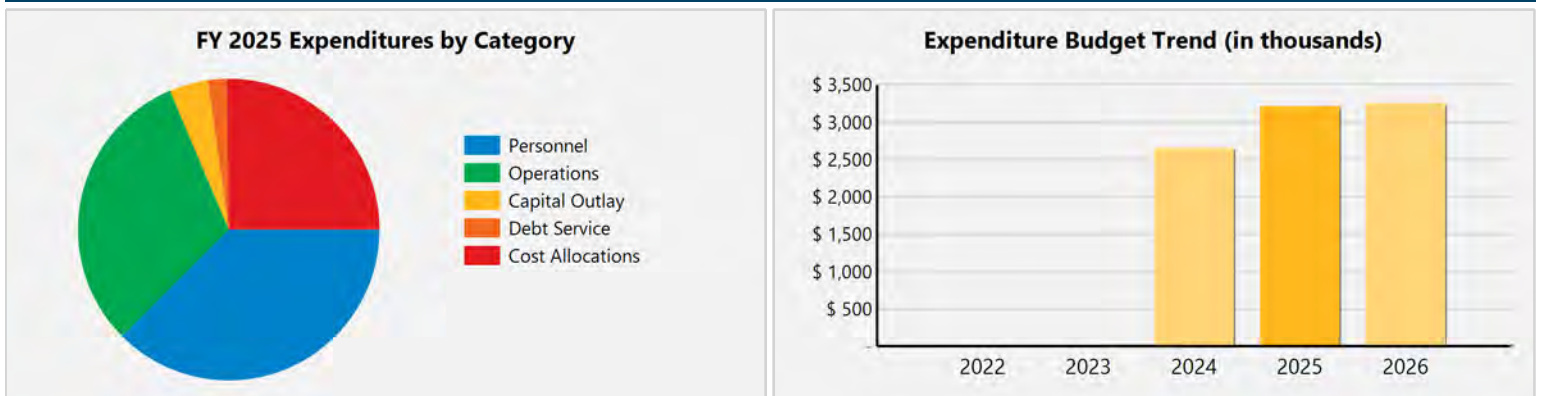 FY 2025 Expenditures by Category
Personnel
Operations
Capital Outlay
Debt Service
Cost Allocations
Expenditure Budget Trend (in thousands)
$ 3,500
$ 3,000
$ 2,500
$ 2,000
$ 1,500
$ 1,000
$ 500
-
2022 2023 2024 2025 2026